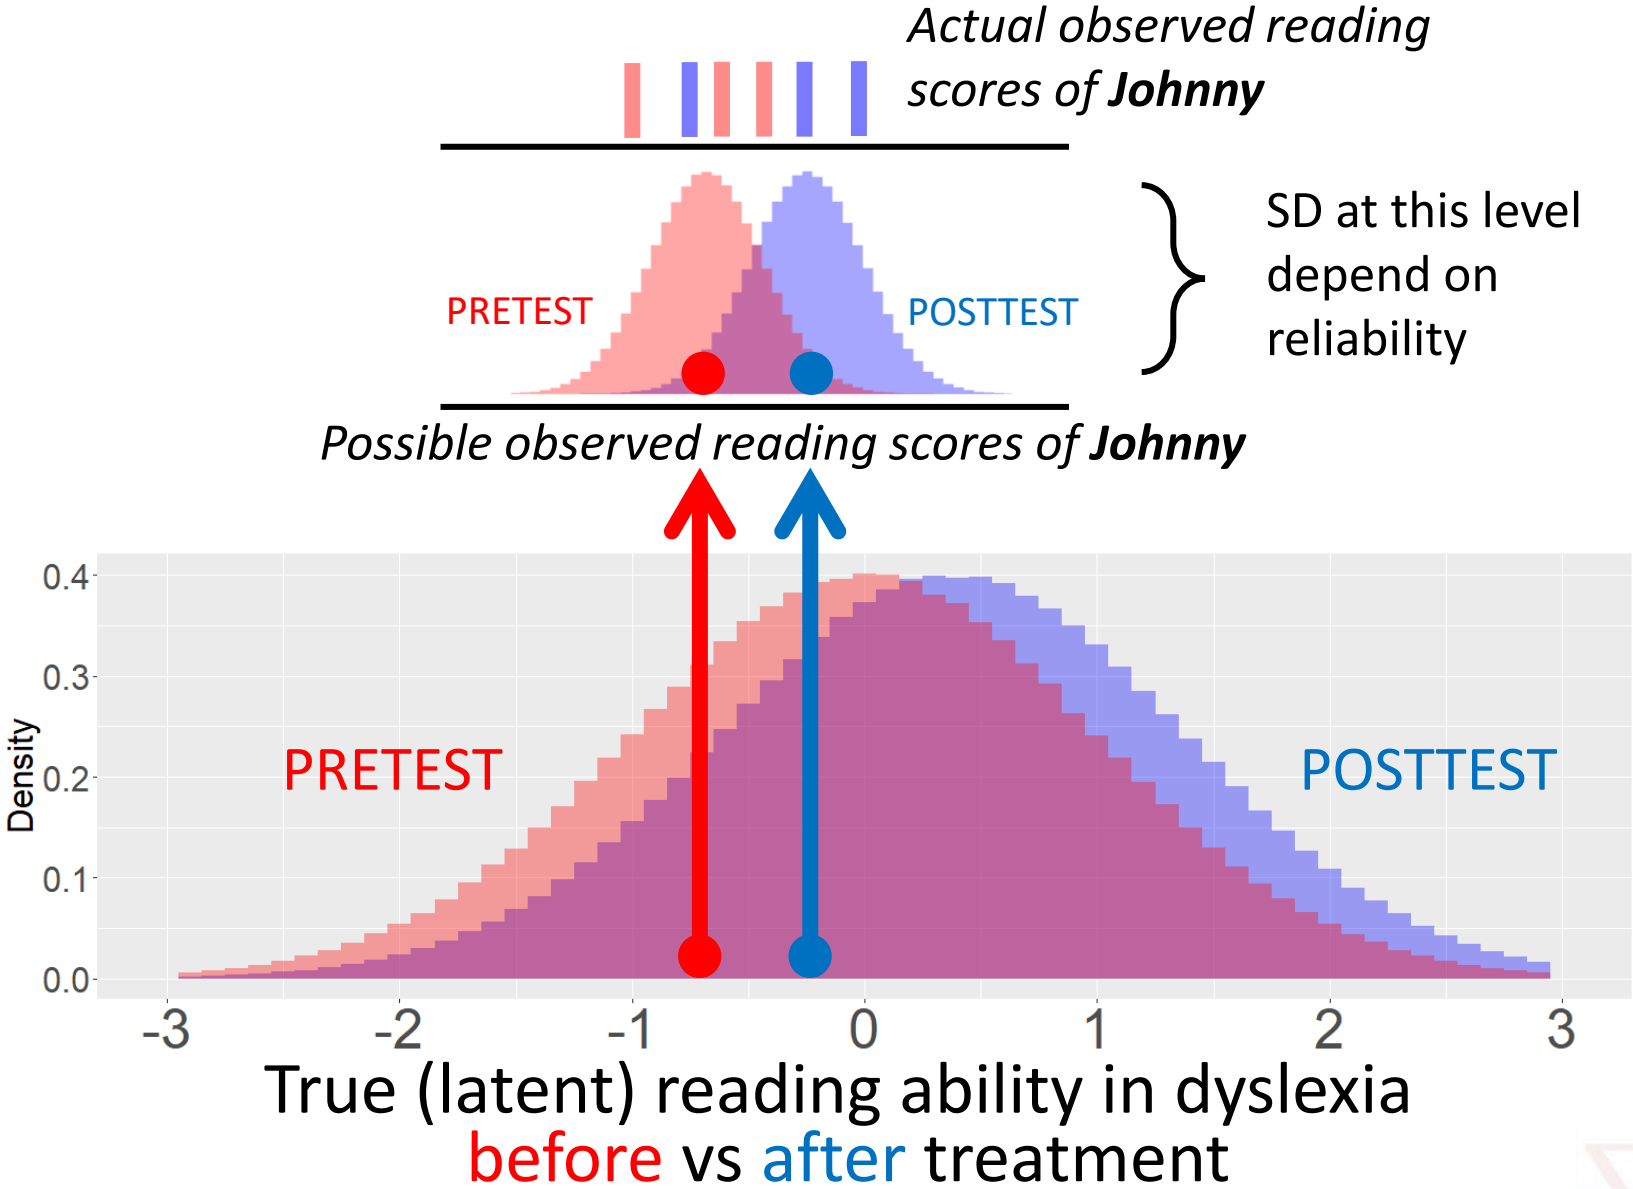 Actual observed reading
scores of Johnny
SD at this level
depend on
reliability
PRETEST
POSTTEST
Possible observed reading scores of Johnny
0.4
0.3
0.2
0.1
0.0
Density
PRETEST
POSTTEST
-3 -2 -1 0 1 2 3
True (latent) reading ability in dyslexia
before vs after treatment